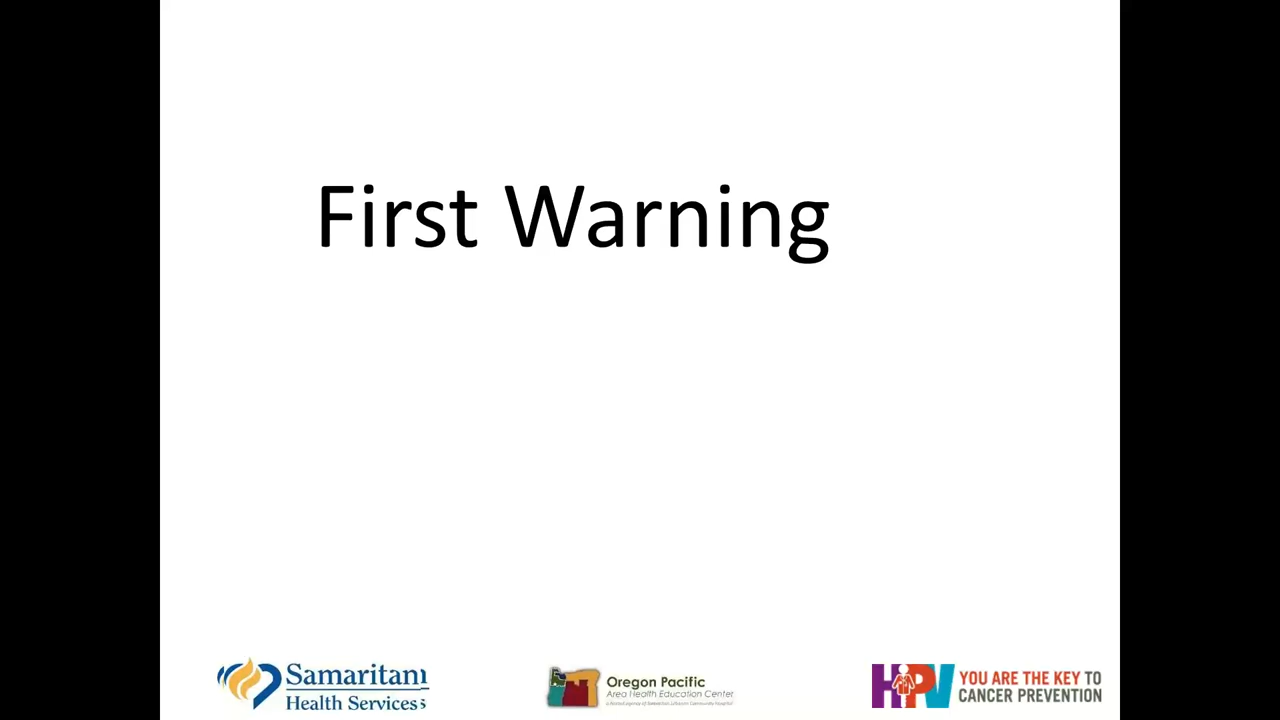 First Warning
Samaritan
Health Services
Oregon Pacific
Area Health Education Center
HPV
YOU ARE THE KEY TO
CANCER PREVENTION